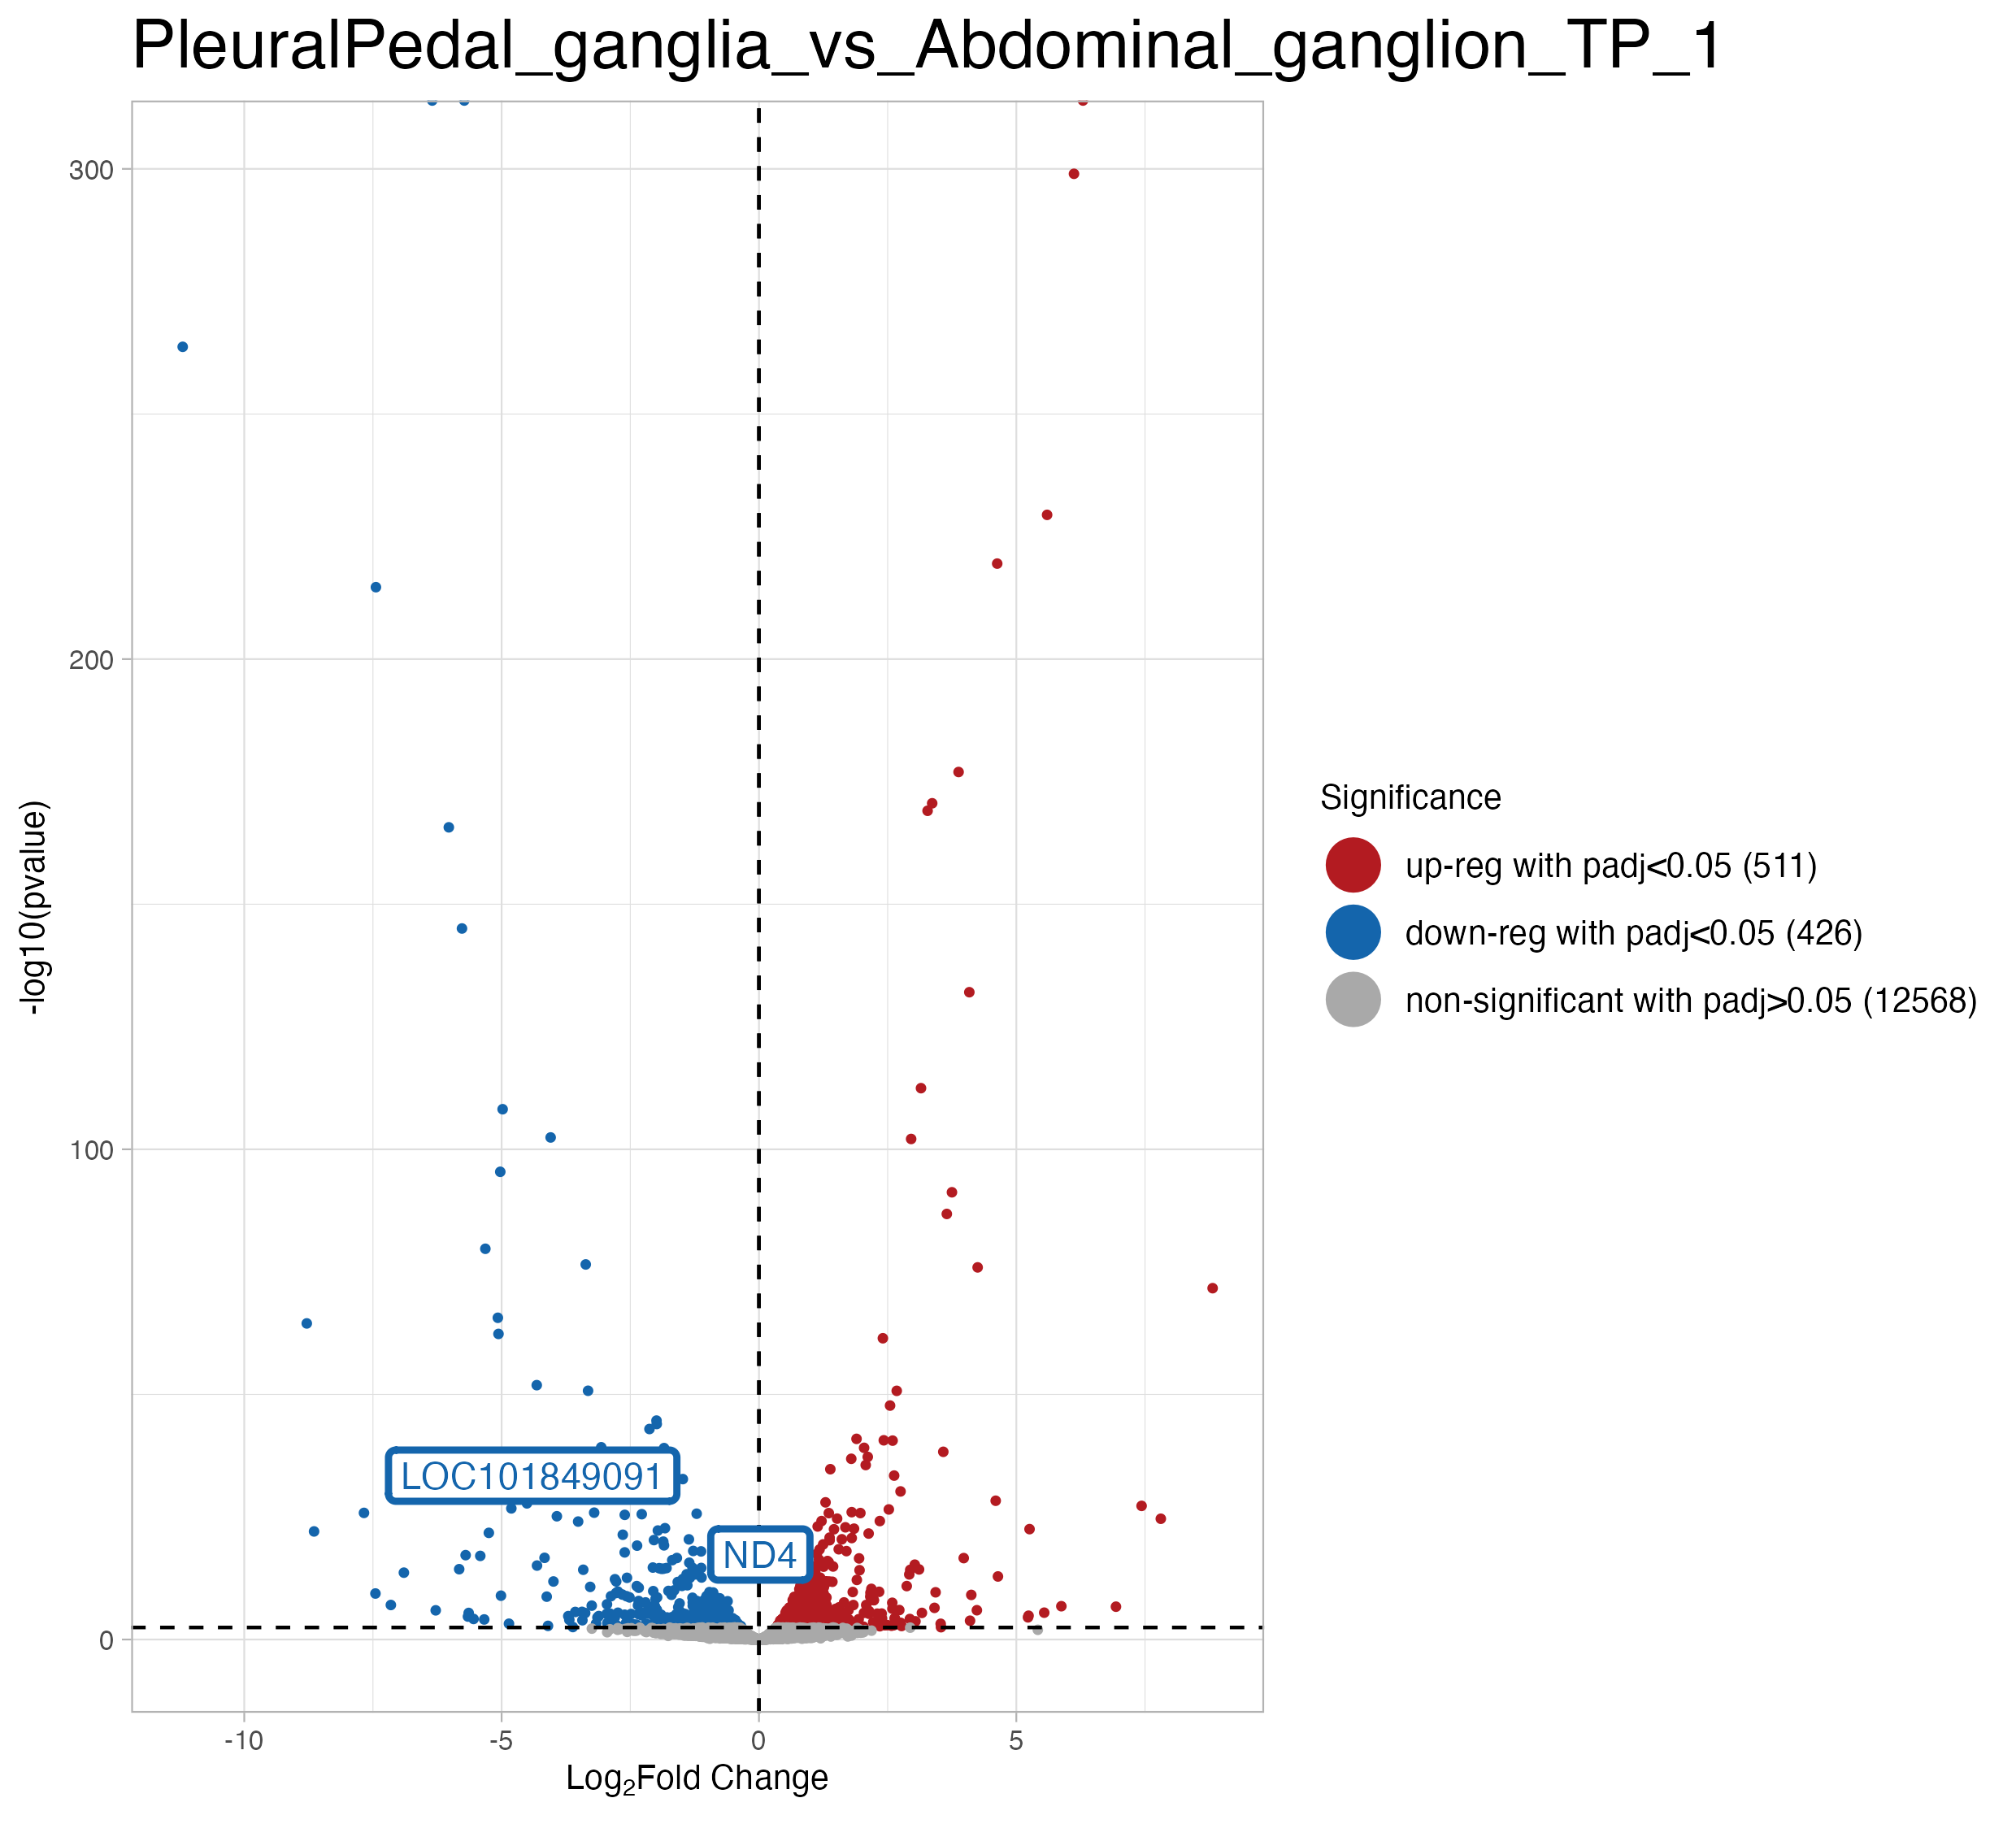 PleuralPedal_ganglia_vs_Abdominal_ganglion_TP_1
300
200
100
0
-log10(pvalue)
LOC101849091
ND4
-10
-5
0
5
Log₂Fold Change
Significance
up-reg with padj<0.05 (511)
down-reg with padj<0.05 (426)
non-significant with padj>0.05 (12568)